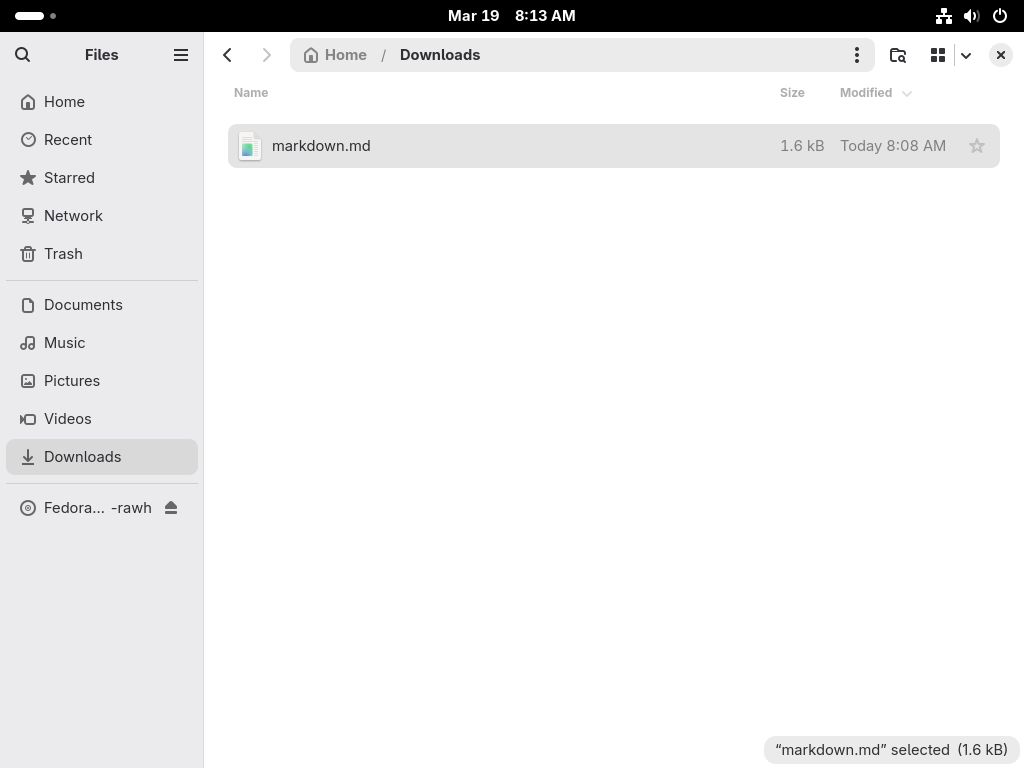 Mar 19 8:13 AM
Files
Home / Downloads
Name Size Modified
markdown.md 1.6 kB Today 8:08 AM
Home
Recent
Starred
Network
Trash
Documents
Music
Pictures
Videos
Downloads
Fedora... -rawh
“markdown.md” selected (1.6 kB)